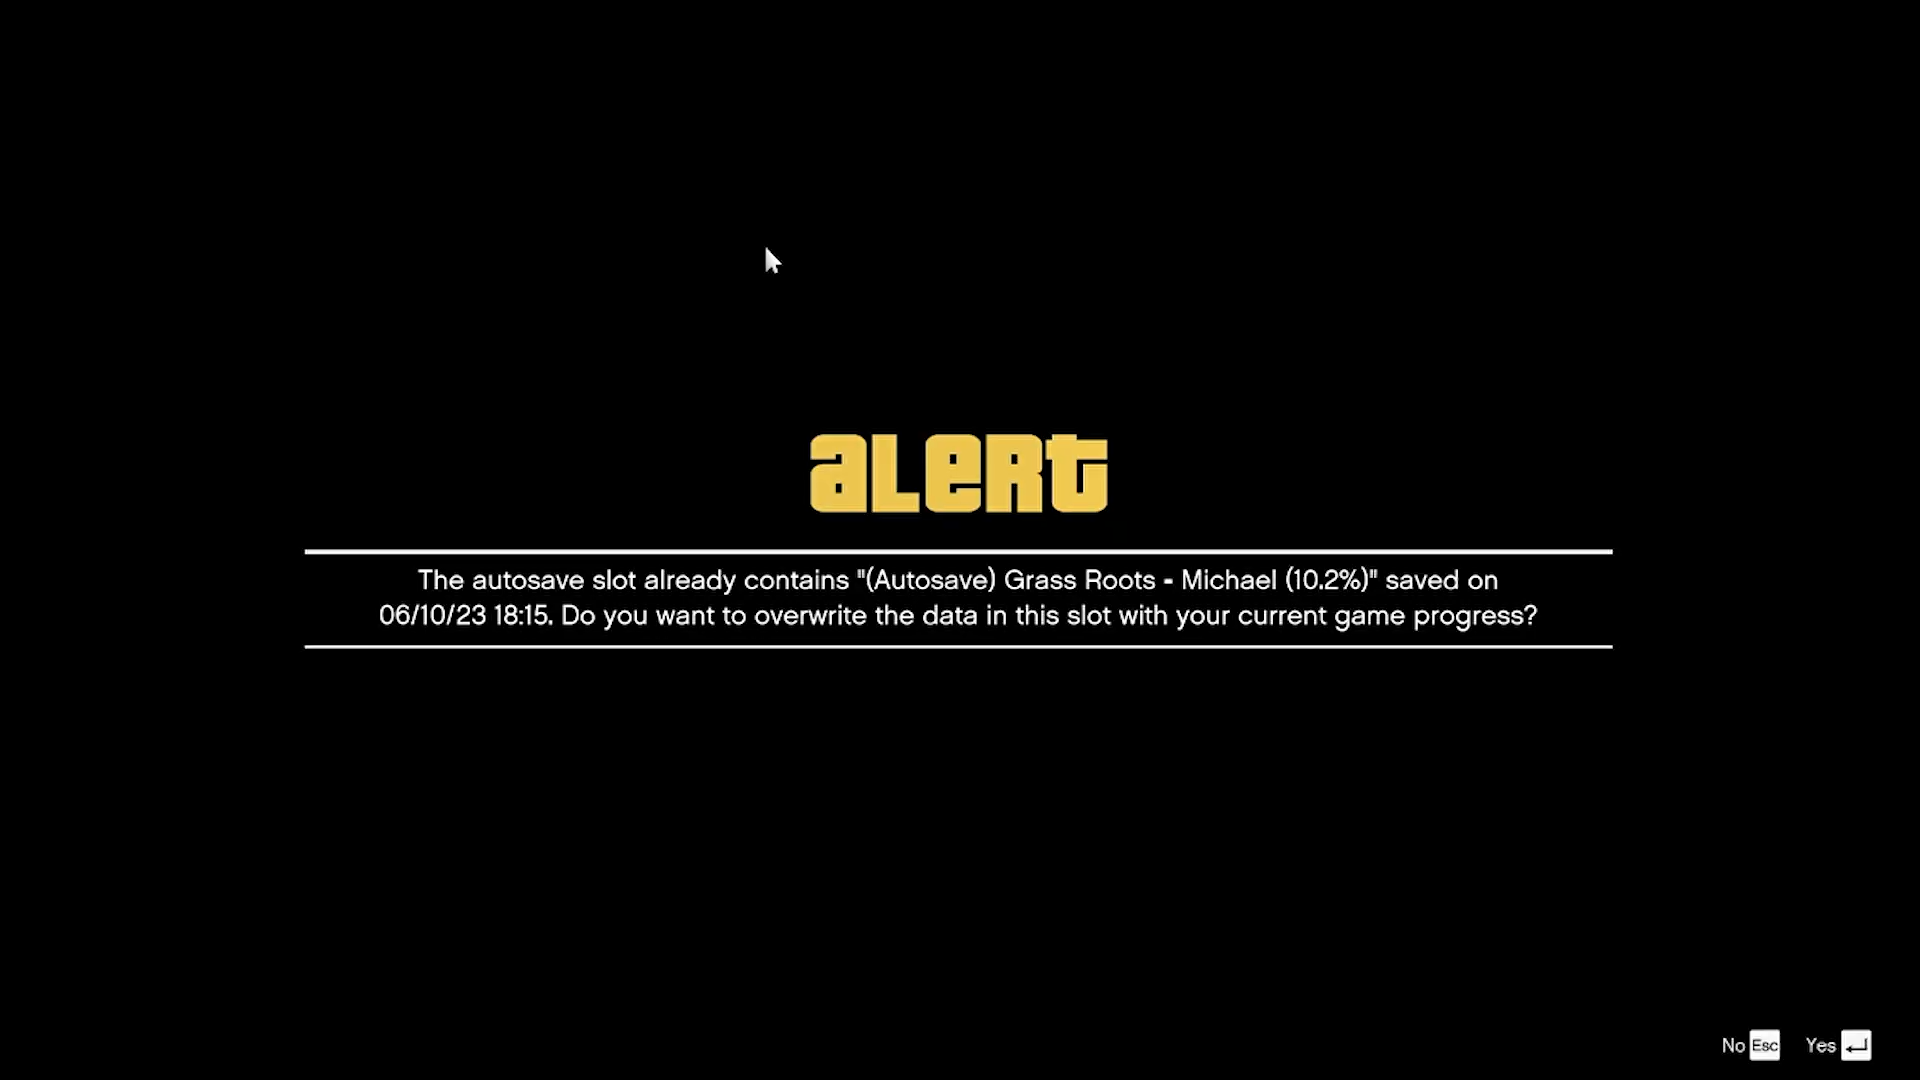 aLeRt
The autosave slot already contains "(Autosave) Grass Roots - Michael (10.2%)" saved on
06/10/23 18:15. Do you want to overwrite the data in this slot with your current game progress?
No Esc Yes